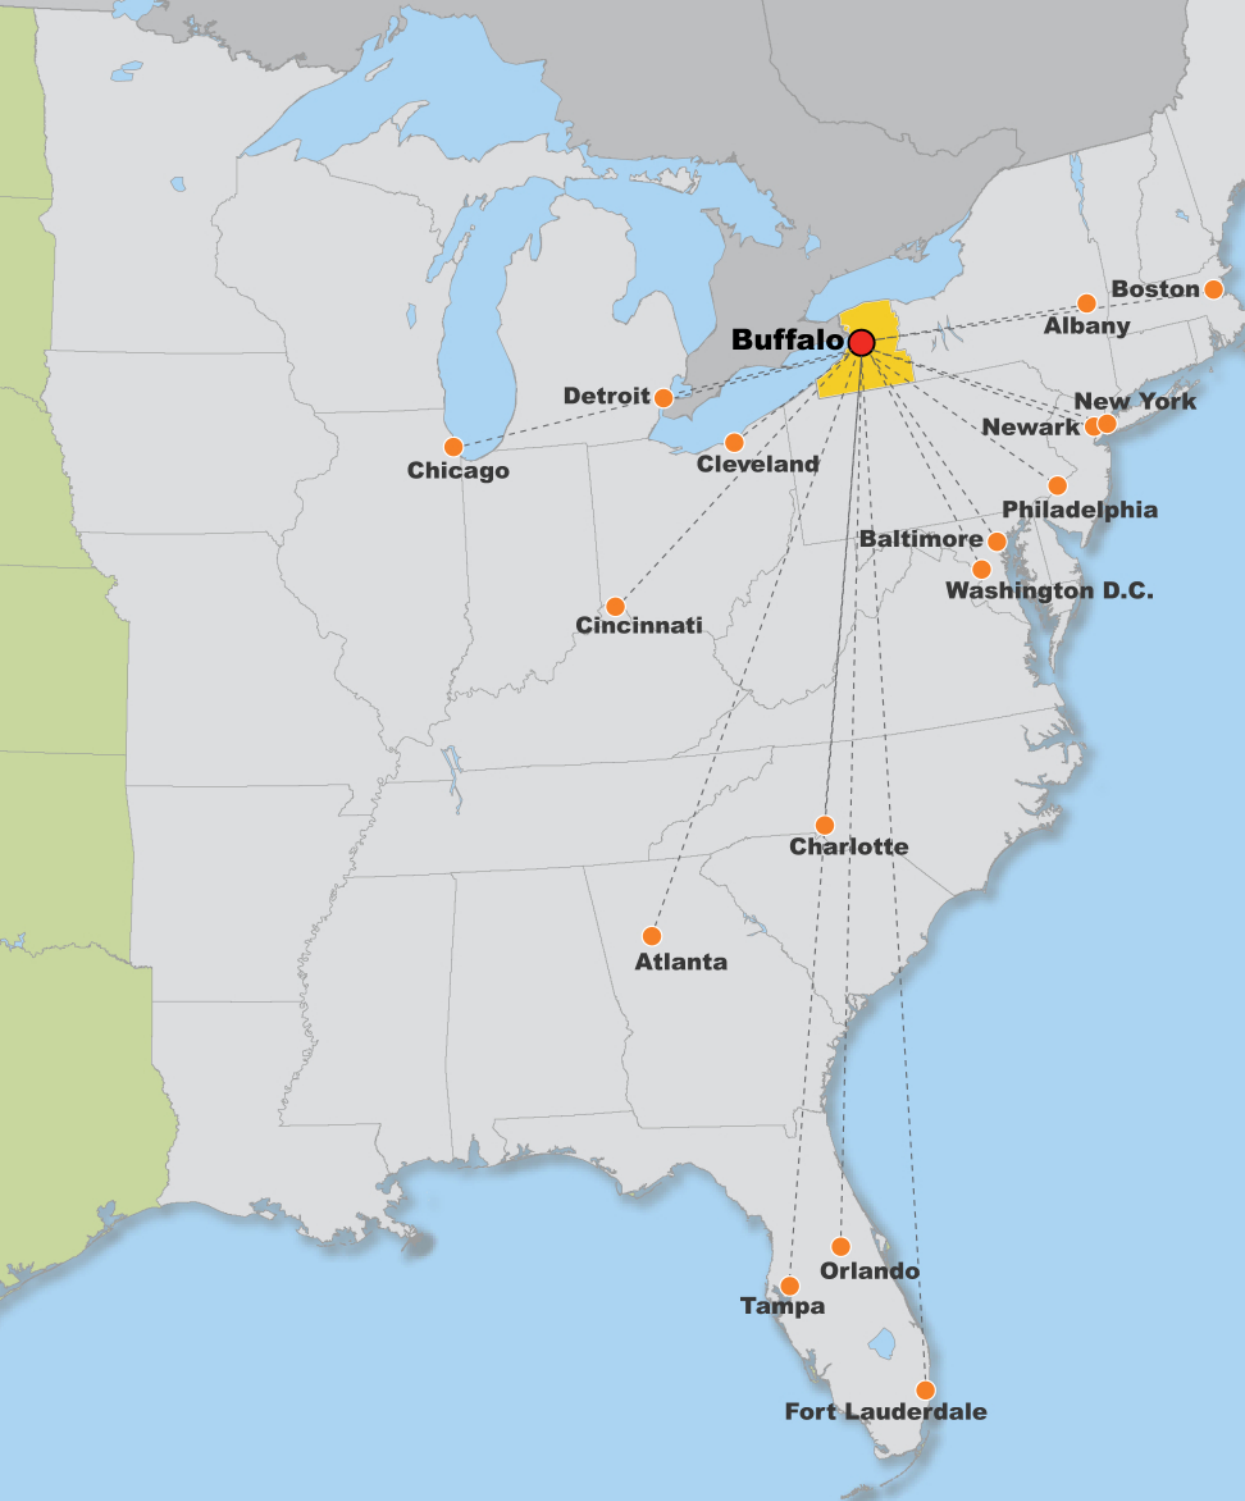 Boston
Albany
Buffalo
Detroit
New York
Newark
Chicago
Cleveland
Philadelphia
Baltimore
Washington D.C.
Cincinnati
Charlotte
Atlanta
Orlando
Tampa
Fort Lauderdale